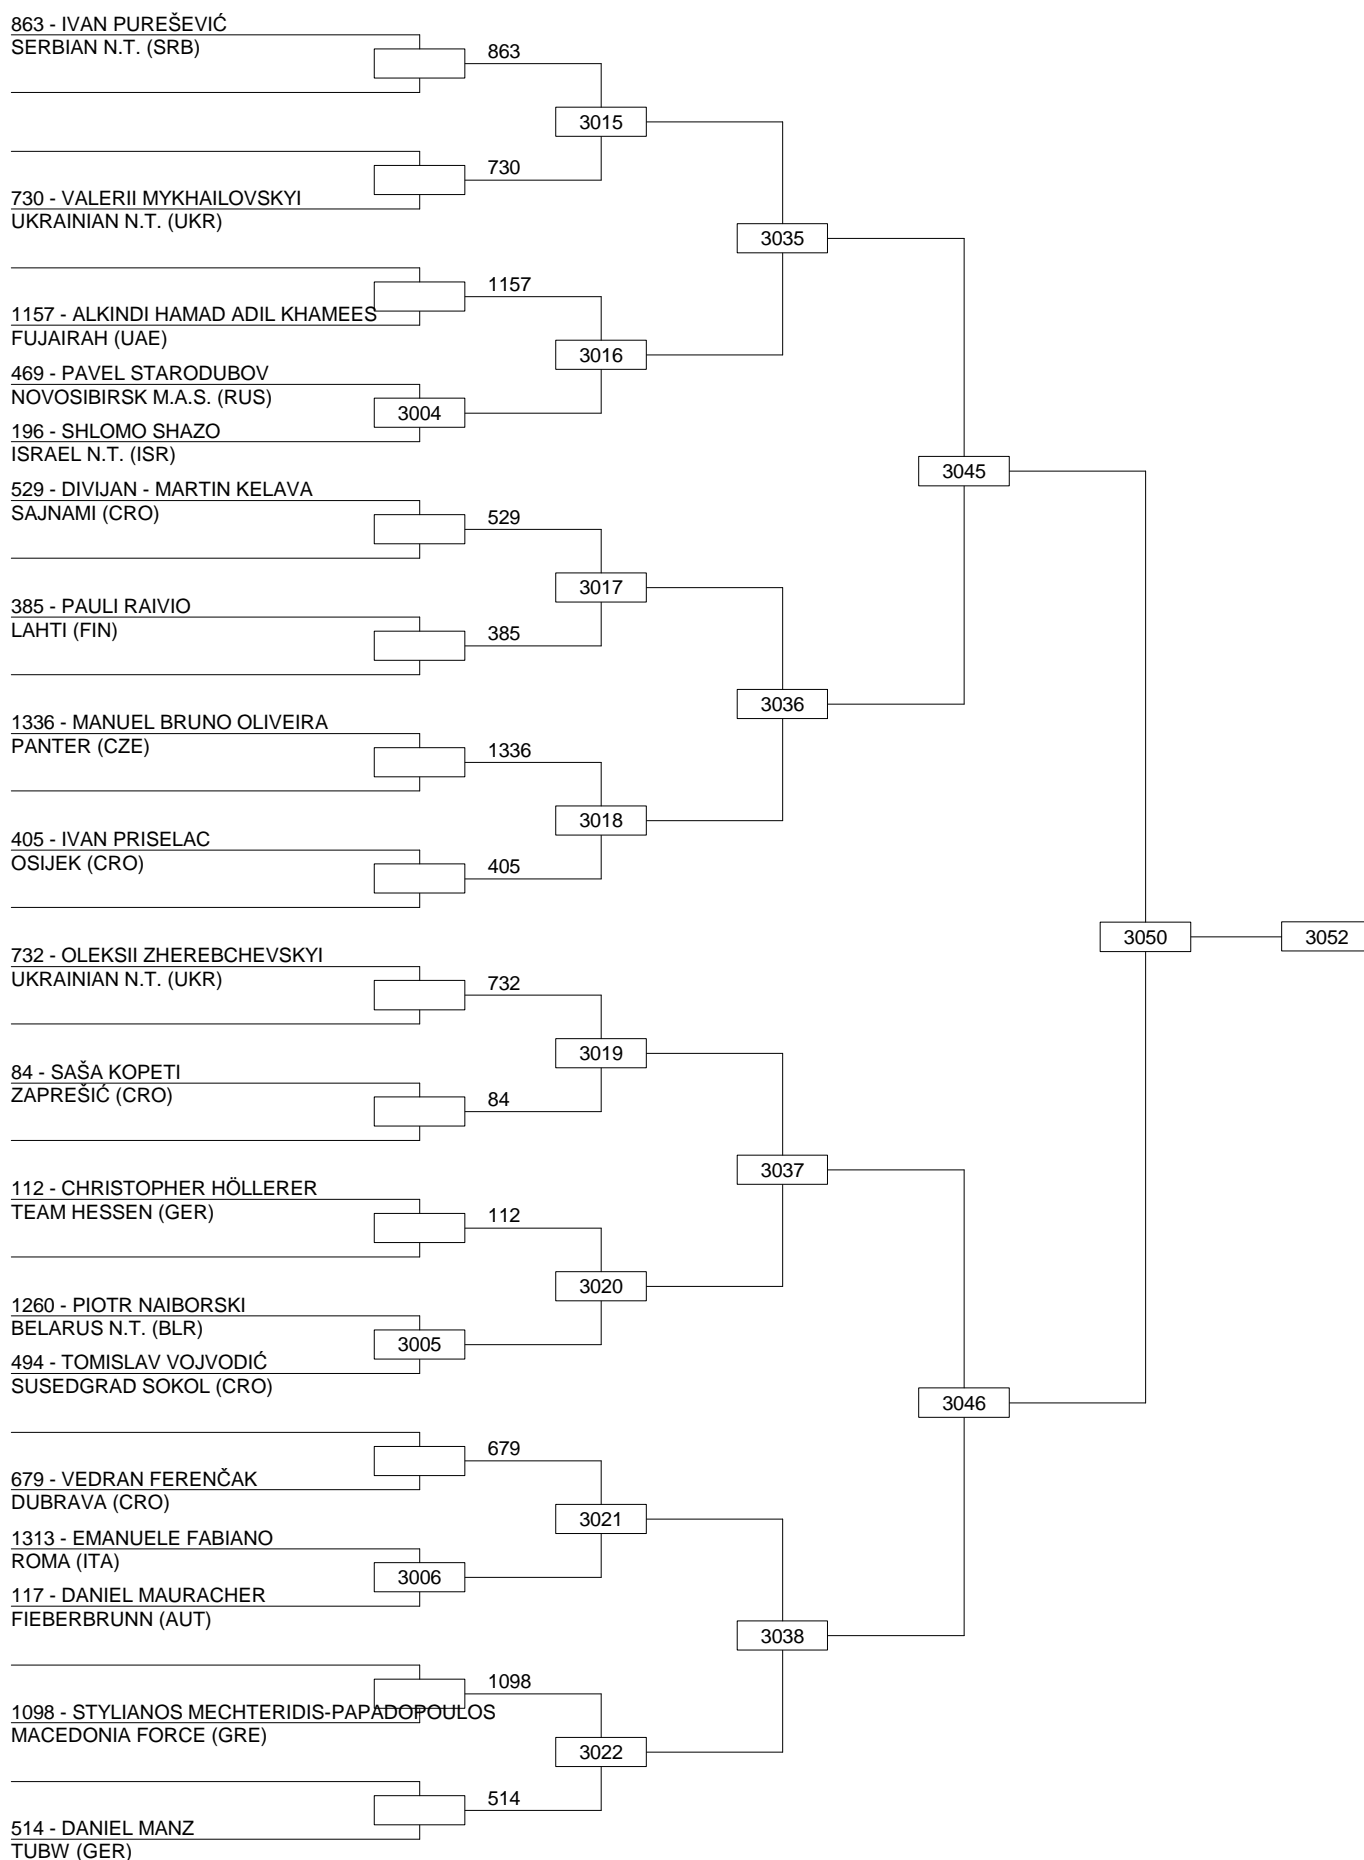 863 - IVAN PUREŠEVIĆ
SERBIAN N.T. (SRB)
863
3015
730
730 - VALERII MYKHAILOVSKYI
UKRAINIAN N.T. (UKR)
3035
1157
1157 - ALKINDI HAMAD ADIL KHAMEES
FUJAIRAH (UAE)
3016
469 - PAVEL STARODUBOV
NOVOSIBIRSK M.A.S. (RUS)
3004
196 - SHLOMO SHAZO
ISRAEL N.T. (ISR)
3045
529 - DIVIJAN - MARTIN KELAVA
SAJNAMI (CRO)
529
3017
385 - PAULI RAIVIO
LAHTI (FIN)
385
3036
1336 - MANUEL BRUNO OLIVEIRA
PANTER (CZE)
1336
3018
405 - IVAN PRISELAC
OSIJEK (CRO)
405
3050
3052
732 - OLEKSII ZHEREBCHEVSKYI
UKRAINIAN N.T. (UKR)
732
3019
84 - SAŠA KOPETI
ZAPREŠIĆ (CRO)
84
3037
112 - CHRISTOPHER HÖLLERER
TEAM HESSEN (GER)
112
3020
1260 - PIOTR NAIBORSKI
BELARUS N.T. (BLR)
3005
494 - TOMISLAV VOJVODIĆ
SUSEDGRAD SOKOL (CRO)
3046
679
679 - VEDRAN FERENČAK
DUBRAVA (CRO)
3021
1313 - EMANUELE FABIANO
ROMA (ITA)
3006
117 - DANIEL MAURACHER
FIEBERBRUNN (AUT)
3038
1098
1098 - STYLIANOS MECHTERIDIS-PAPADOPOULOS
MACEDONIA FORCE (GRE)
3022
514
514 - DANIEL MANZ
TUBW (GER)